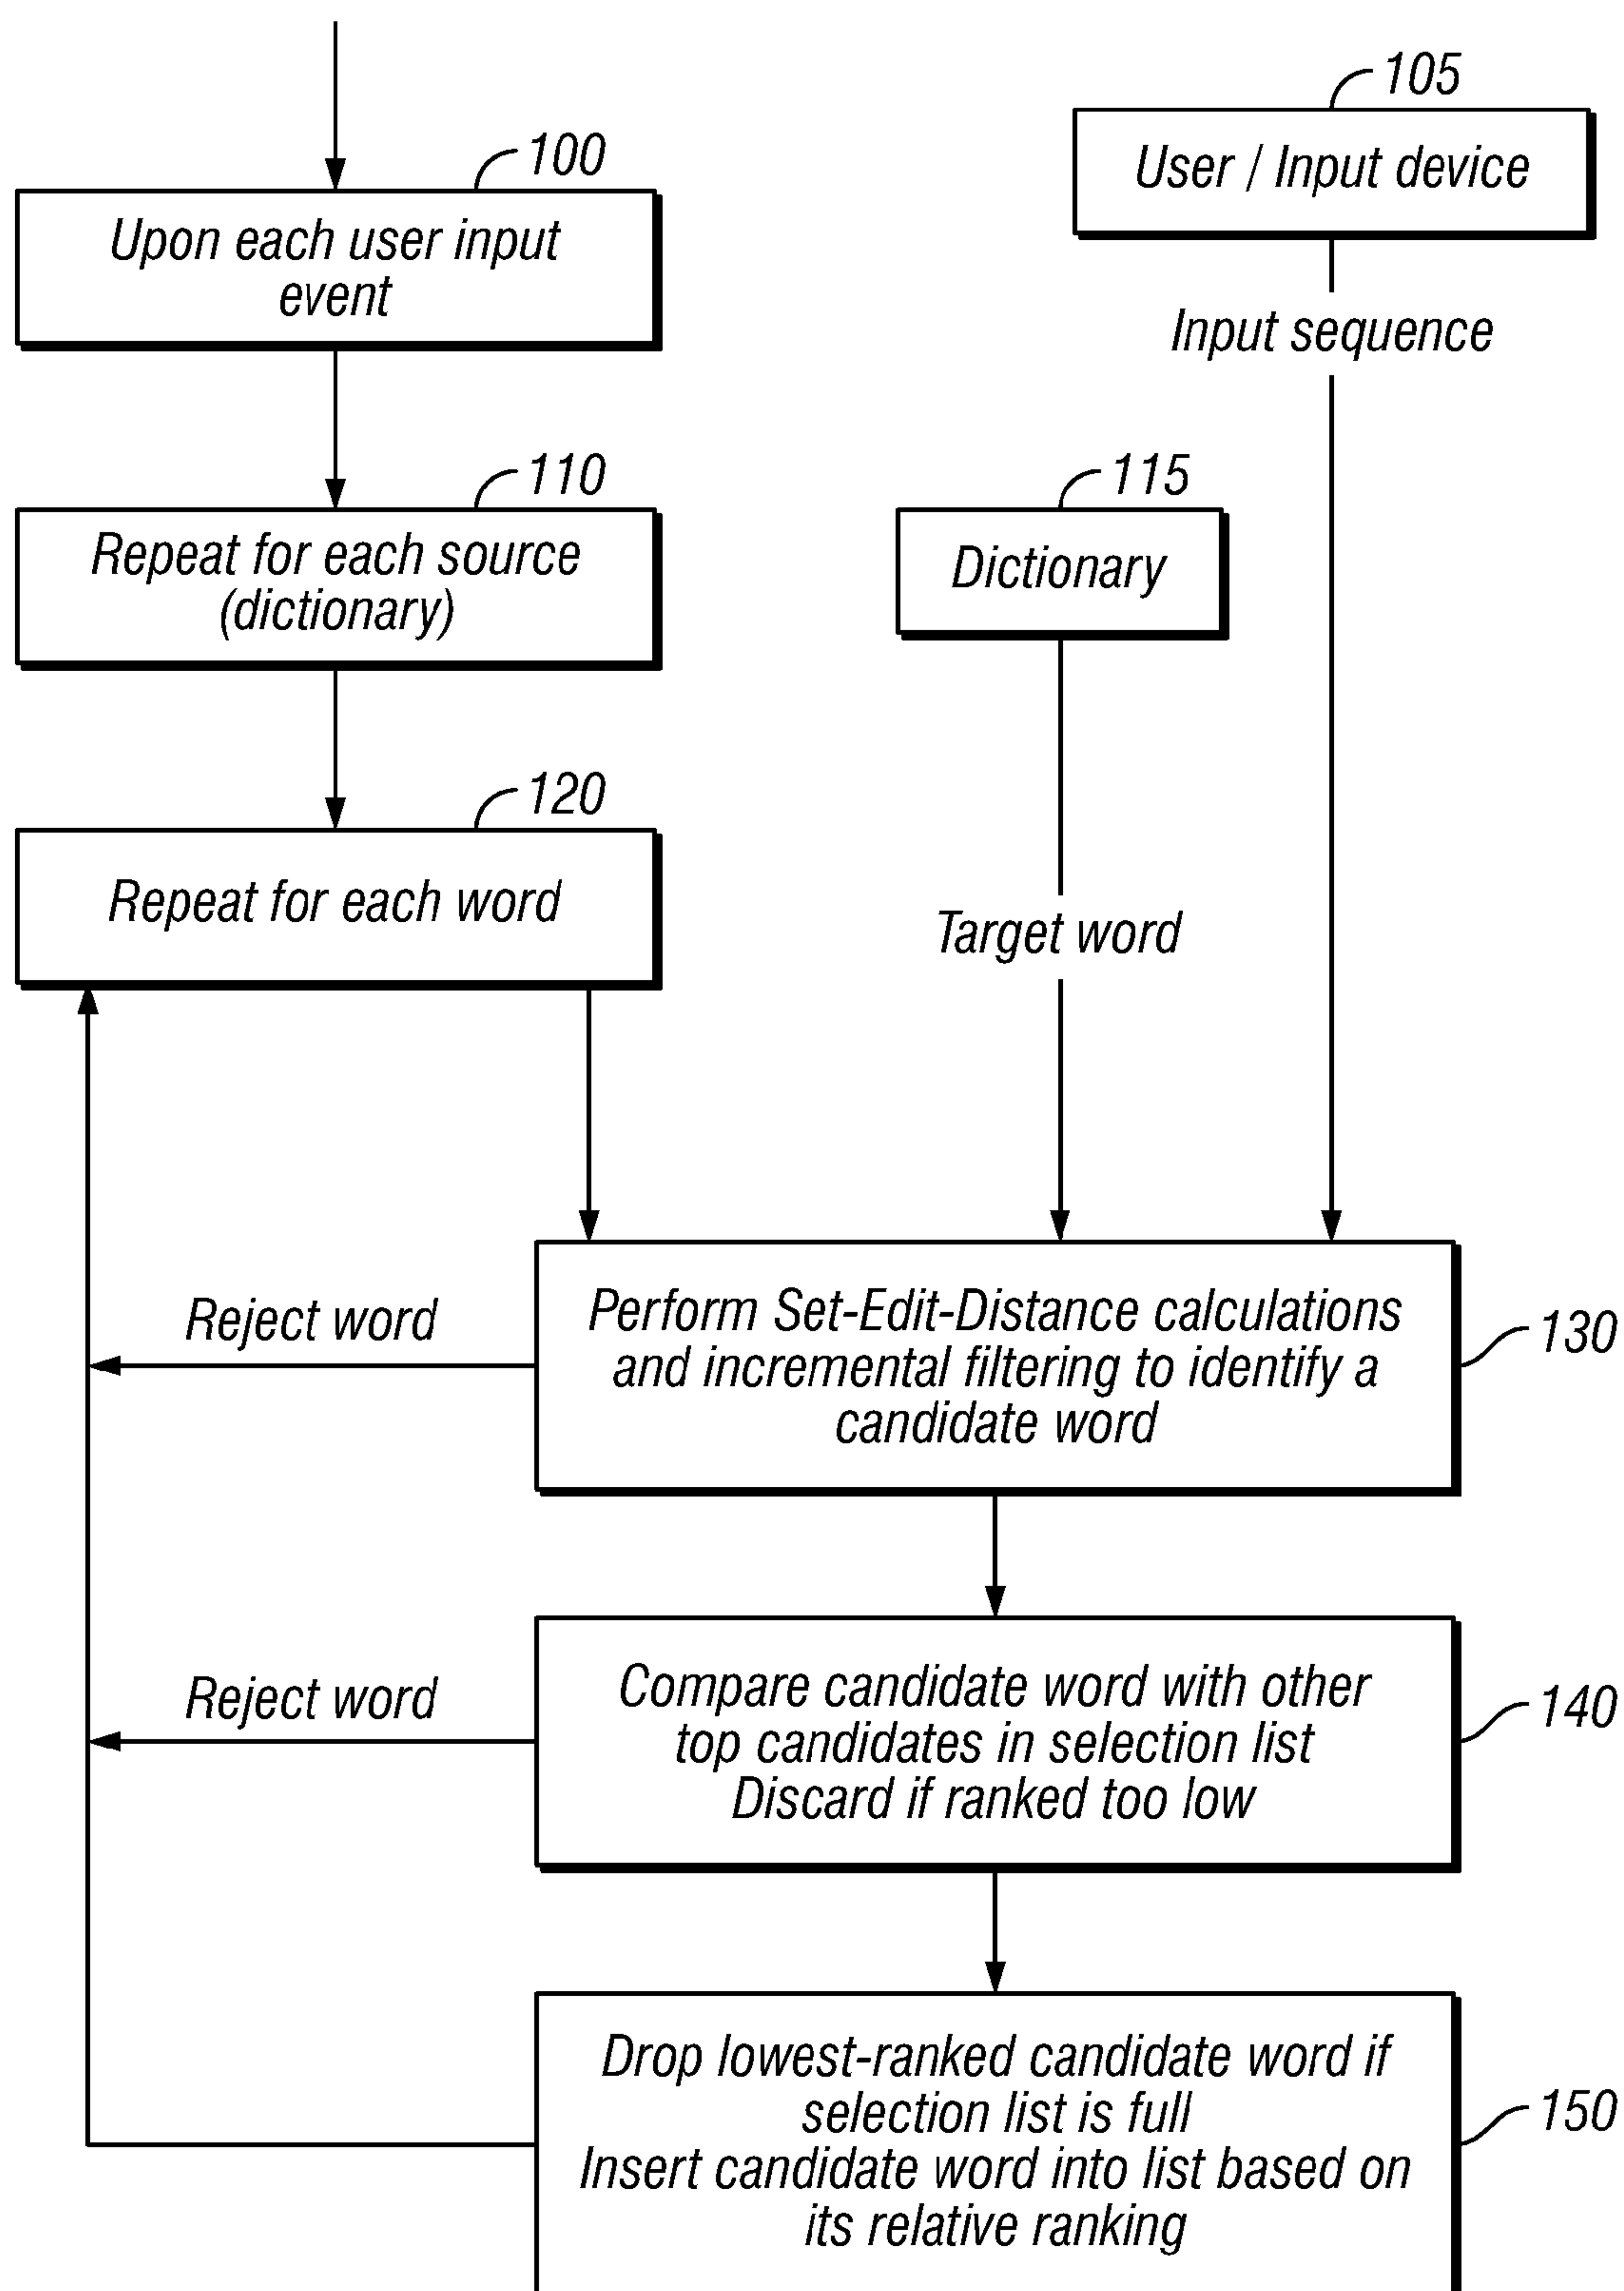 105
User / Input device
100
Upon each user input
event
Input sequence
110
Repeat for each source
(dictionary)
115
Dictionary
120
Repeat for each word
Target word
Reject word
Perform Set-Edit-Distance calculations
and incremental filtering to identify a
candidate word
130
Reject word
Compare candidate word with other
top candidates in selection list
Discard if ranked too low
140
Drop lowest-ranked candidate word if
selection list is full
Insert candidate word into list based on
its relative ranking
150